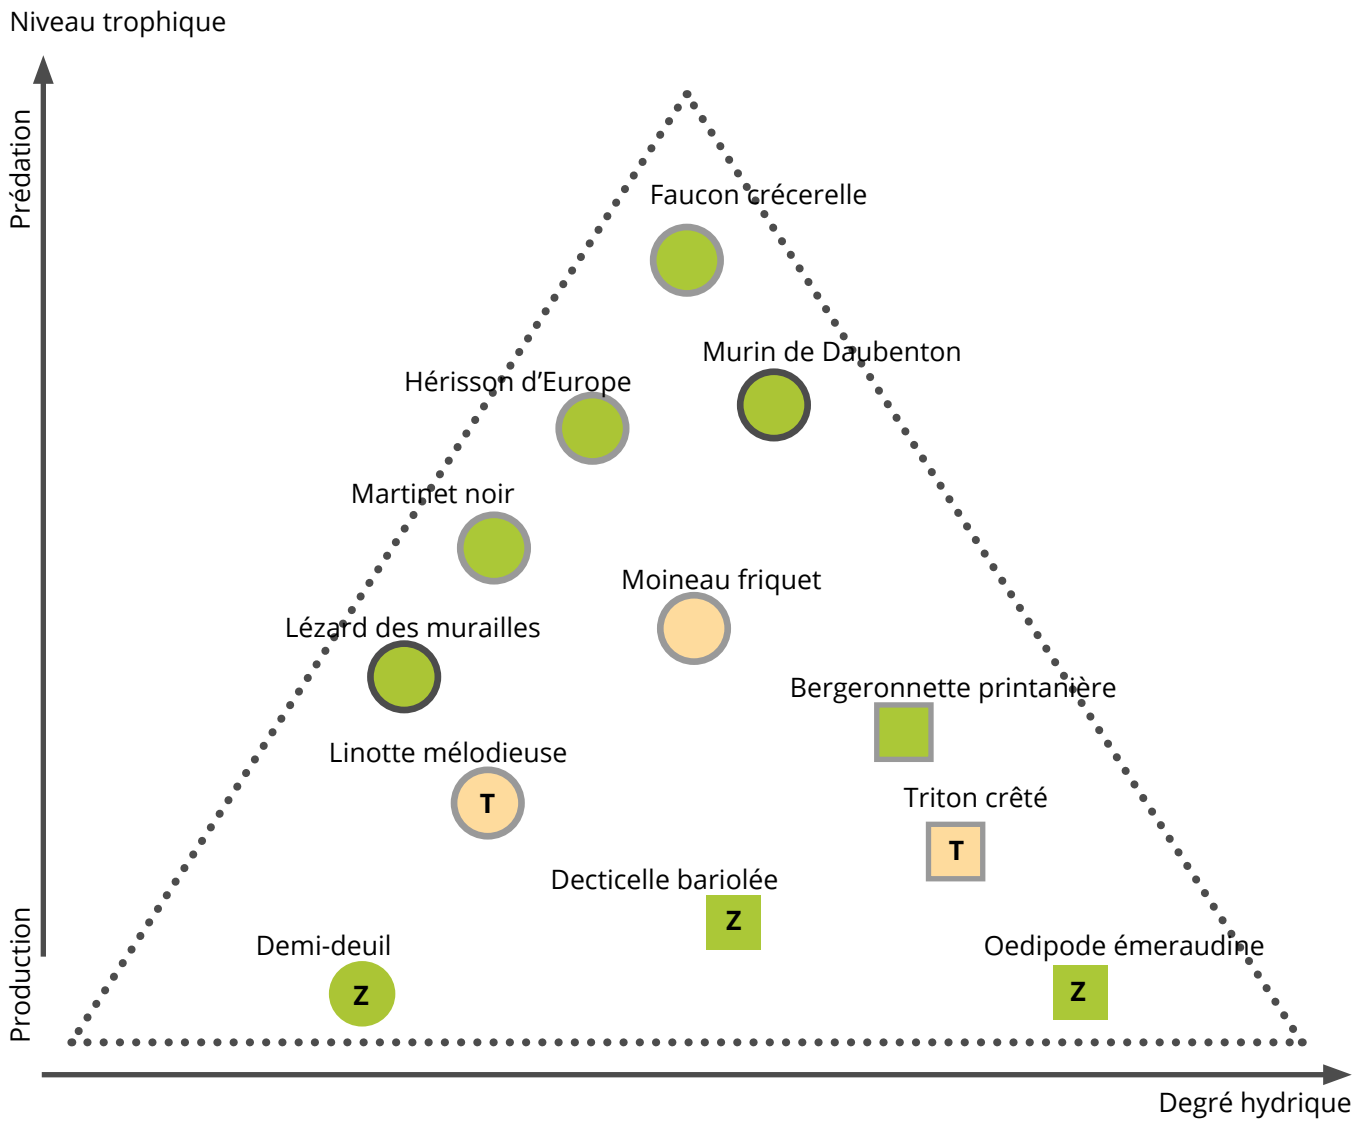 Niveau trophique
Prédation
Faucon crécerelle
Murin de Daubenton
Hérisson d’Europe
Martinet noir
Moineau friquet
Lézard des murailles
Bergeronnette printanière
Linotte mélodieuse
T
Triton crêté
T
Decticelle bariolée
Z
Production
Demi-deuil
Z
Oedipode émeraudine
Z
Degré hydrique